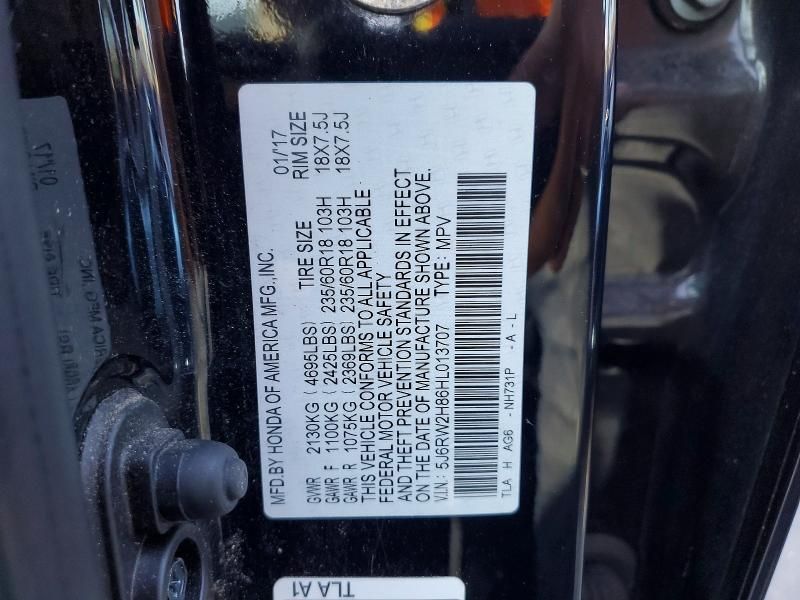 MFD.BY HONDA OF AMERICA MFG.,INC. 01/'17
GVWR 2130KG (4695LBS) TIRE SIZE RIM SIZE
GAWR F 1100KG (2425LBS) 235/60R18 103H 18X7.5J
GAWR R 1075KG (2369LBS) 235/60R18 103H 18X7.5J
THIS VEHICLE CONFORMS TO ALL APPLICABLE
FEDERAL MOTOR VEHICLE SAFETY
AND THEFT PREVENTION STANDARDS IN EFFECT
ON THE DATE OF MANUFACTURE SHOWN ABOVE.
V.I.N.: 5J6RW2H86HL013707 TYPE: MPV
TLA H AG6 -NH731P -A-L
TLA A1